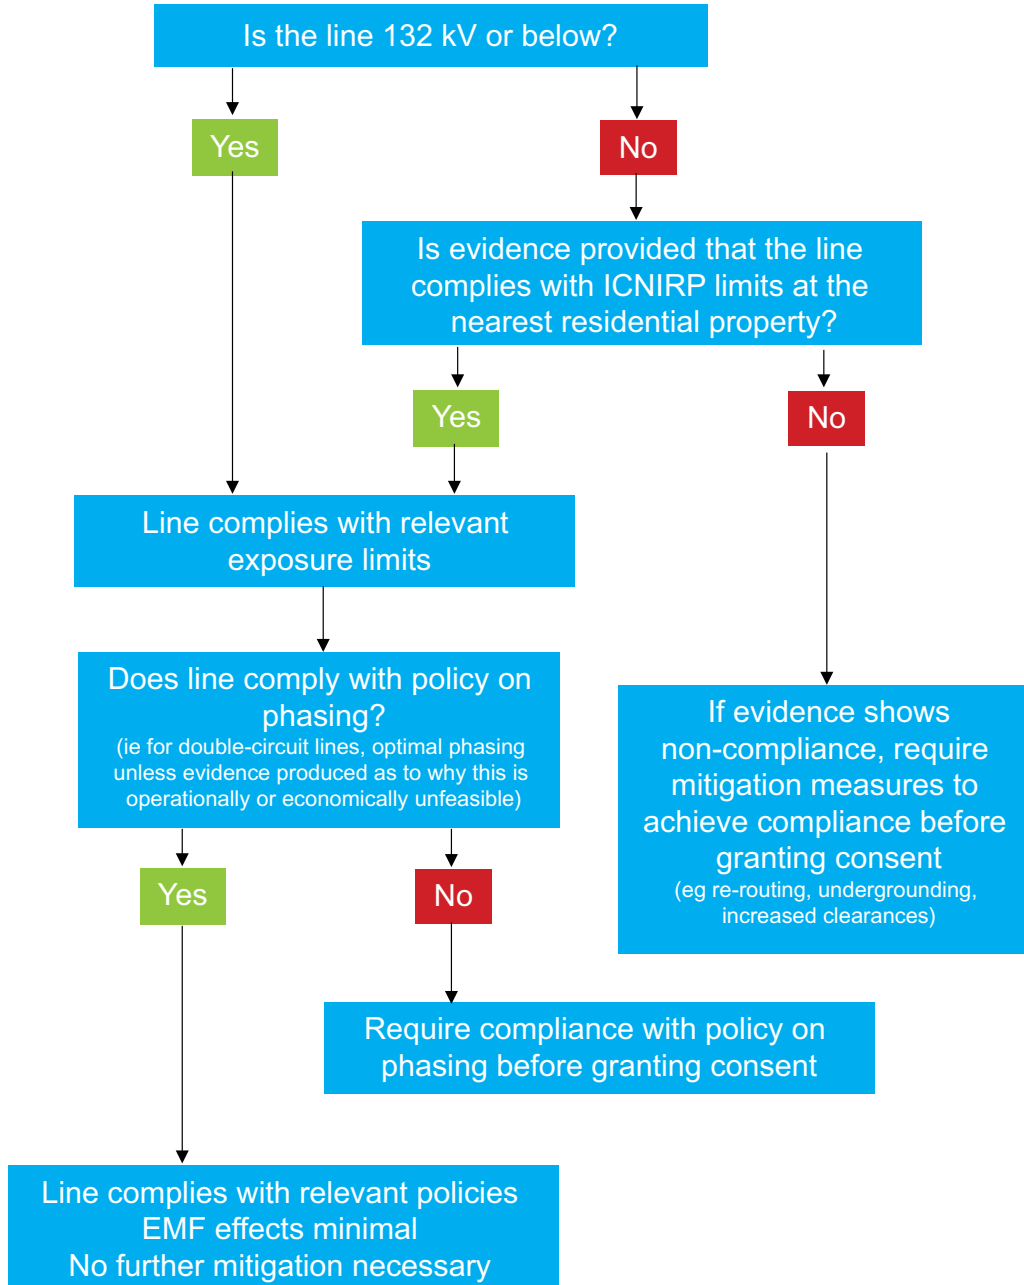 Is the line 132 kV or below?
Yes
No
Is evidence provided that the line
complies with ICNIRP limits at the
nearest residential property?
Yes
No
Line complies with relevant
exposure limits
Does line comply with policy on
phasing?
(ie for double-circuit lines, optimal phasing
unless evidence produced as to why this is
operationally or economically unfeasible)
If evidence shows
non-compliance, require
mitigation measures to
achieve compliance before
granting consent
(eg re-routing, undergrounding,
increased clearances)
Yes
No
Require compliance with policy on
phasing before granting consent
Line complies with relevant policies
EMF effects minimal
No further mitigation necessary